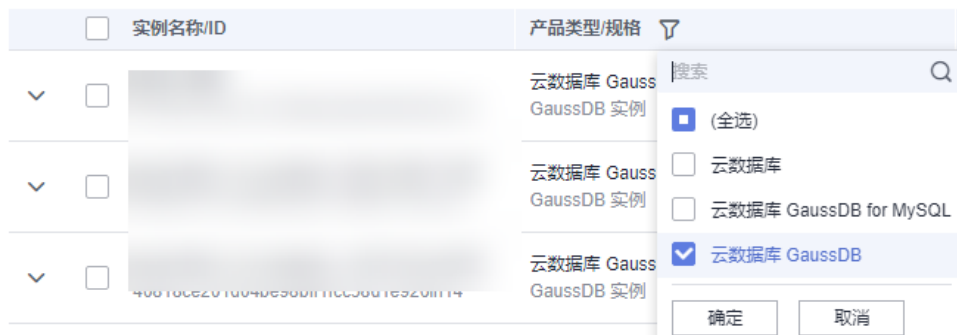 实例名称/ID
产品类型/规格
搜索
云数据库 Gauss
GaussDB 实例
(全选)
云数据库
云数据库 Gauss
GaussDB 实例
云数据库 GaussDB for MySQL
云数据库 GaussDB
云数据库 Gauss
GaussDB 实例
确定
取消